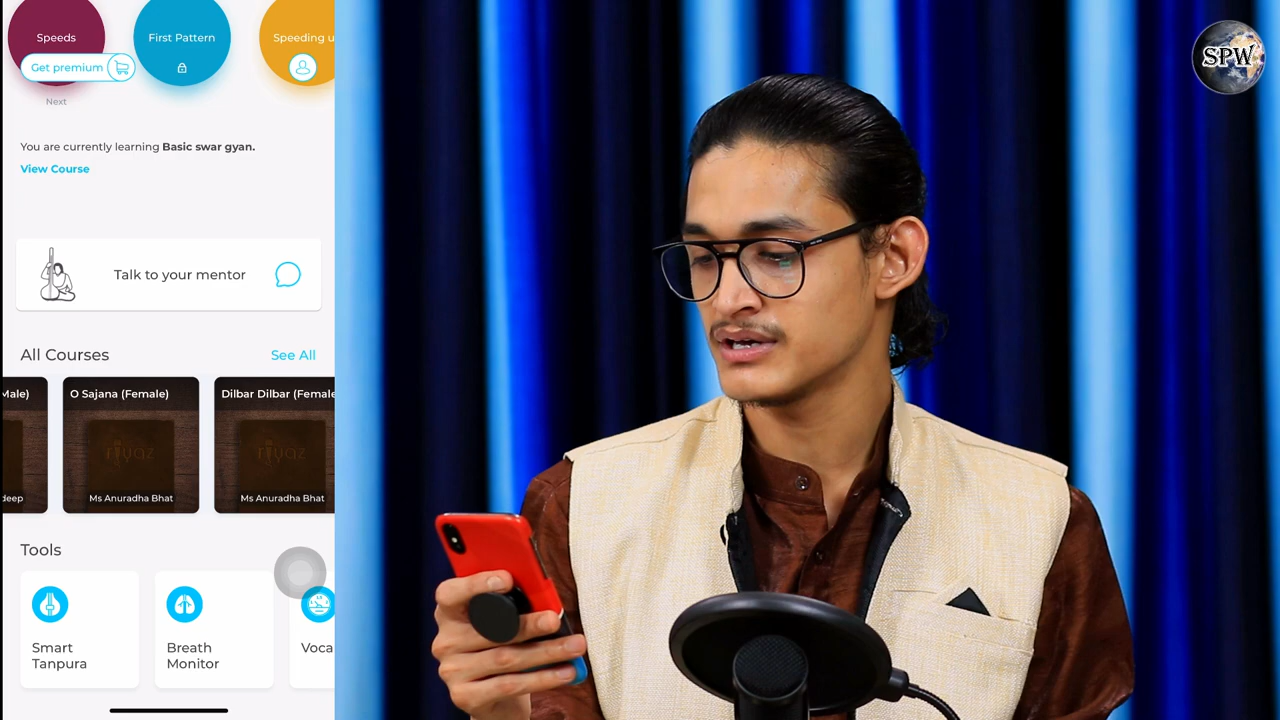 Speeds
First Pattern
Speeding u
Get premium
Next
You are currently learning Basic swar gyan.
View Course
Talk to your mentor
All Courses
See All
Male)
O Sajana (Female)
Dilbar Dilbar (Female
riyaz
riyaz
deep
Ms Anuradha Bhat
Ms Anuradha Bhat
Tools
Smart
Tanpura
Breath
Monitor
Voca
SPW